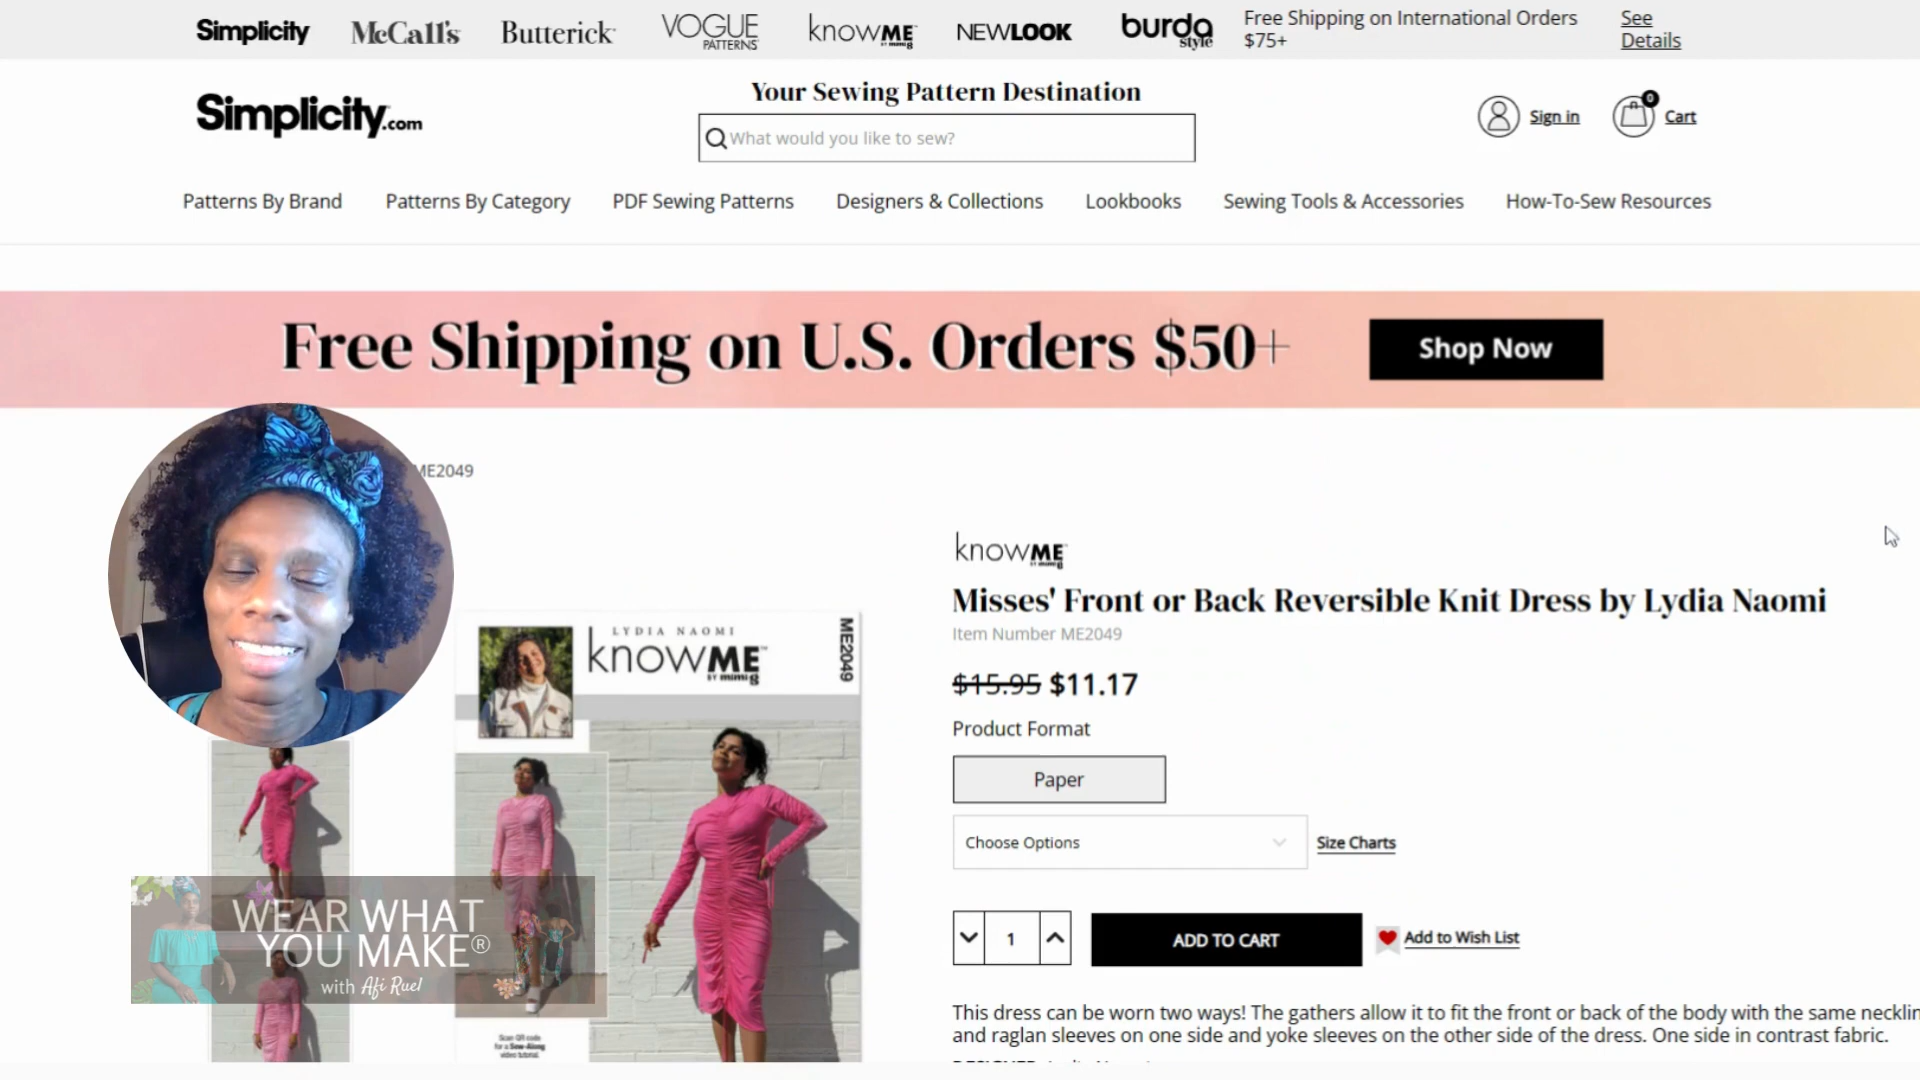 Simplicity McCall's Butterick VOGUE PATTERNS knowME BY mimi g NEWLOOK burda style
Free Shipping on International Orders $75+
See Details
Simplicity.com
Your Sewing Pattern Destination
What would you like to sew?
Sign in
0
Cart
Patterns By Brand Patterns By Category PDF Sewing Patterns Designers & Collections Lookbooks Sewing Tools & Accessories How-To-Sew Resources
Free Shipping on U.S. Orders $50+
Shop Now
ME2049
LYDIA NAOMI
knowME™
BY mimi g
ME2049
Scan QR code
for a Sew-Along
video tutorial.
WEAR WHAT
YOU MAKE®
with Afi Ruel
knowME
BY mimi g
Misses' Front or Back Reversible Knit Dress by Lydia Naomi
Item Number ME2049
$15.95 $11.17
Product Format
Paper
Choose Options
Size Charts
1
ADD TO CART
Add to Wish List
This dress can be worn two ways! The gathers allow it to fit the front or back of the body with the same necklin
and raglan sleeves on one side and yoke sleeves on the other side of the dress. One side in contrast fabric.